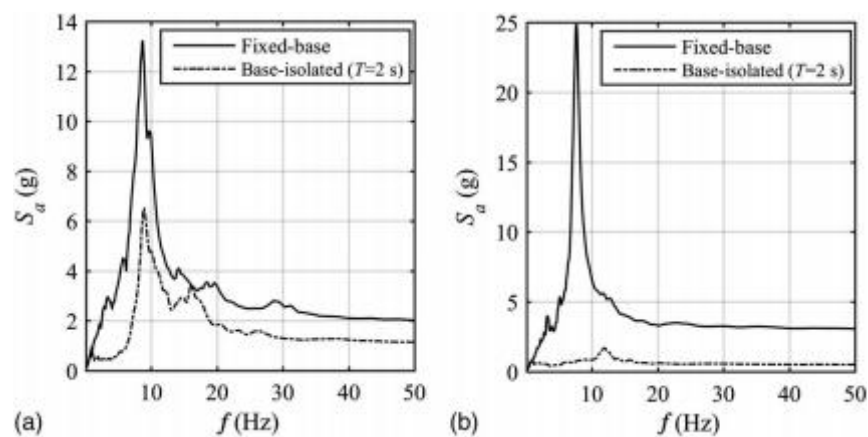 14
12
10
8
6
4
2
0
S_a (g)
Fixed-base
Base-isolated (T=2 s)
10 20 30 40 50
f (Hz)
(a)
25
20
15
10
5
0
S_a (g)
Fixed-base
Base-isolated (T=2 s)
10 20 30 40 50
f (Hz)
(b)